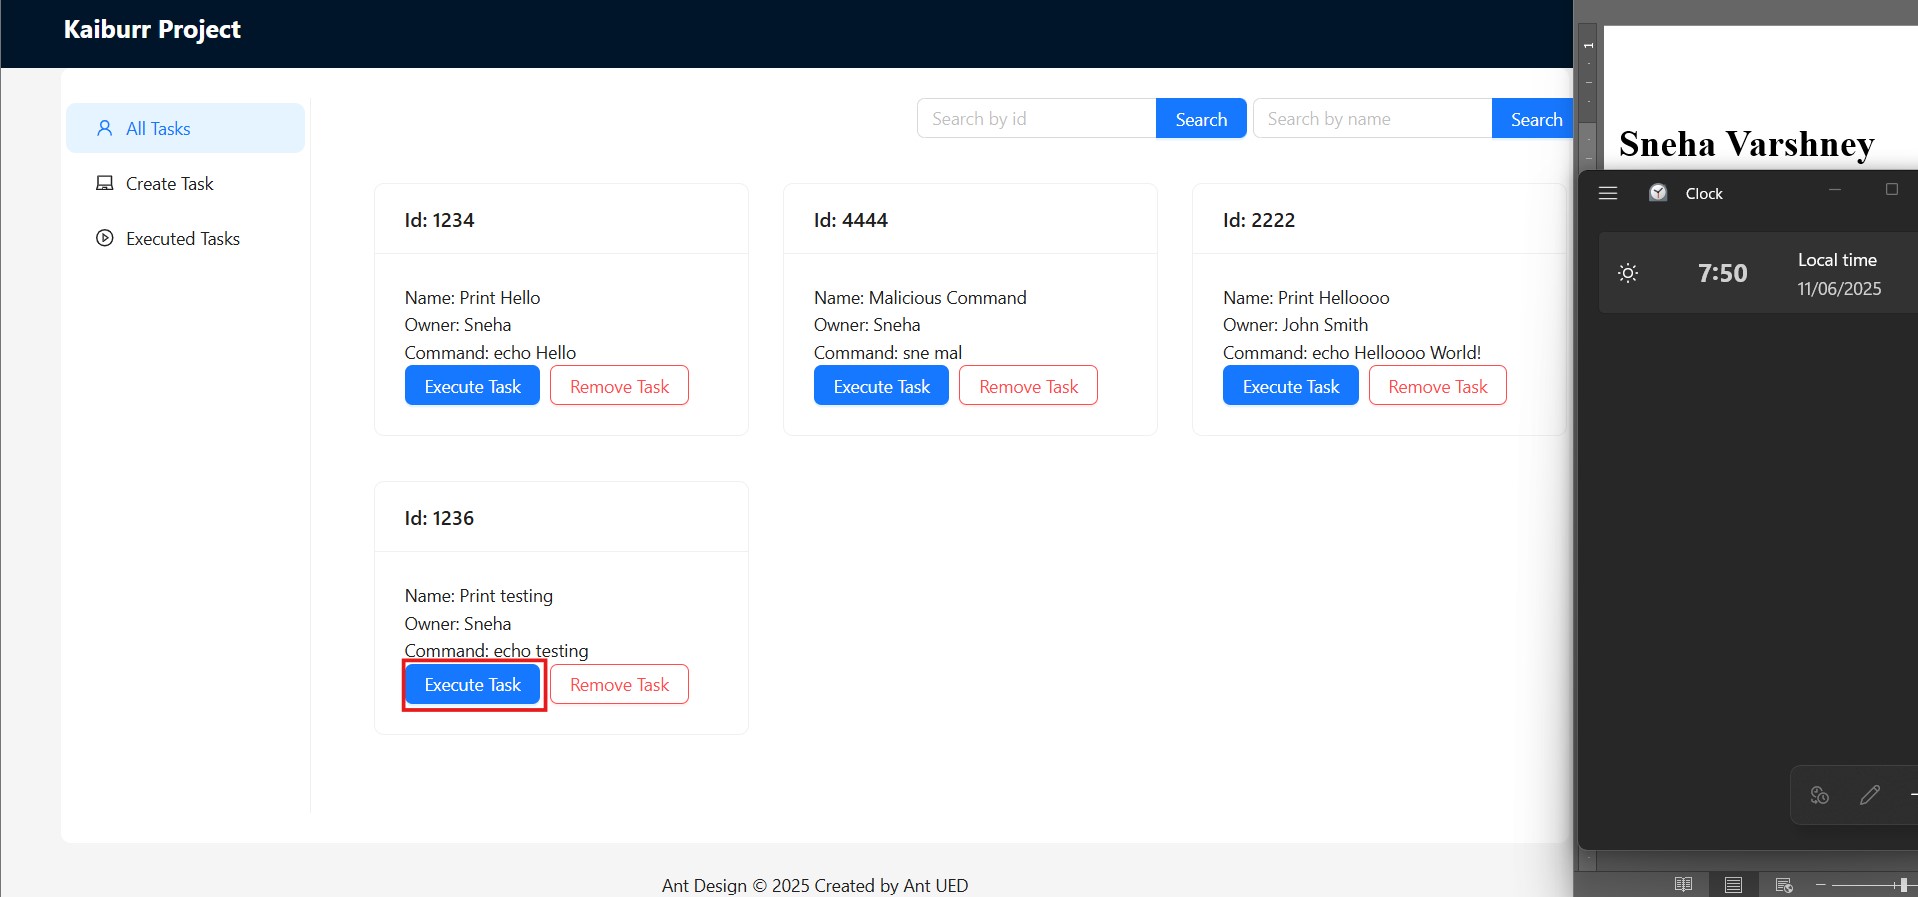 Kaiburr Project
All Tasks
Create Task
Executed Tasks
Search by id
Search
Search by name
Search
Id: 1234
Name: Print Hello
Owner: Sneha
Command: echo Hello
Execute Task
Remove Task
Id: 4444
Name: Malicious Command
Owner: Sneha
Command: sne mal
Execute Task
Remove Task
Id: 2222
Name: Print Helloooo
Owner: John Smith
Command: echo Helloooo World!
Execute Task
Remove Task
Id: 1236
Name: Print testing
Owner: Sneha
Command: echo testing
Execute Task
Remove Task
Ant Design © 2025 Created by Ant UED
1
Sneha Varshney
Clock
7:50
Local time
11/06/2025